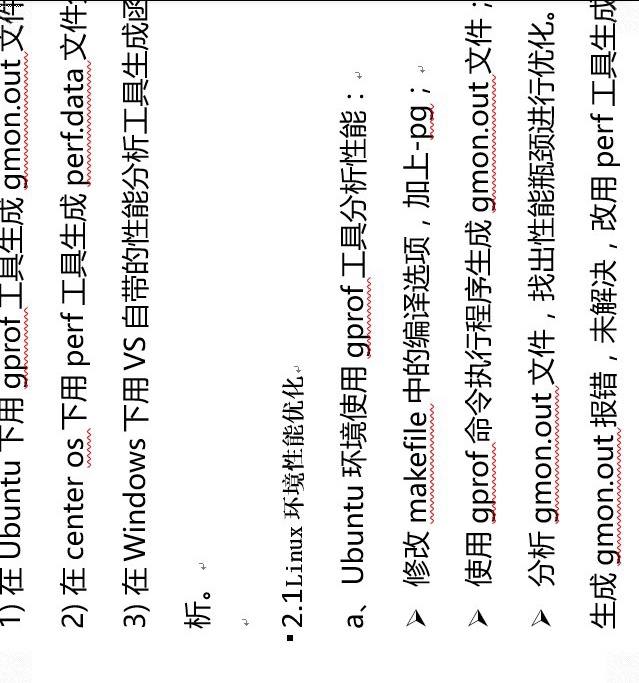 1) 在 Ubuntu 下用 gprof 工具生成 gmon.out 文件
2) 在 center os 下用 perf 工具生成 perf.data 文件
3) 在 Windows 下用 VS 自带的性能分析工具生成函
析。
2.1Linux 环境性能优化
a、 Ubuntu 环境使用 gprof 工具分析性能：
➢ 修改 makefile 中的编译选项，加上-pg；
➢ 使用 gprof 命令执行程序生成 gmon.out 文件；
➢ 分析 gmon.out 文件，找出性能瓶颈进行优化。
生成 gmon.out 报错，未解决，改用 perf 工具生成